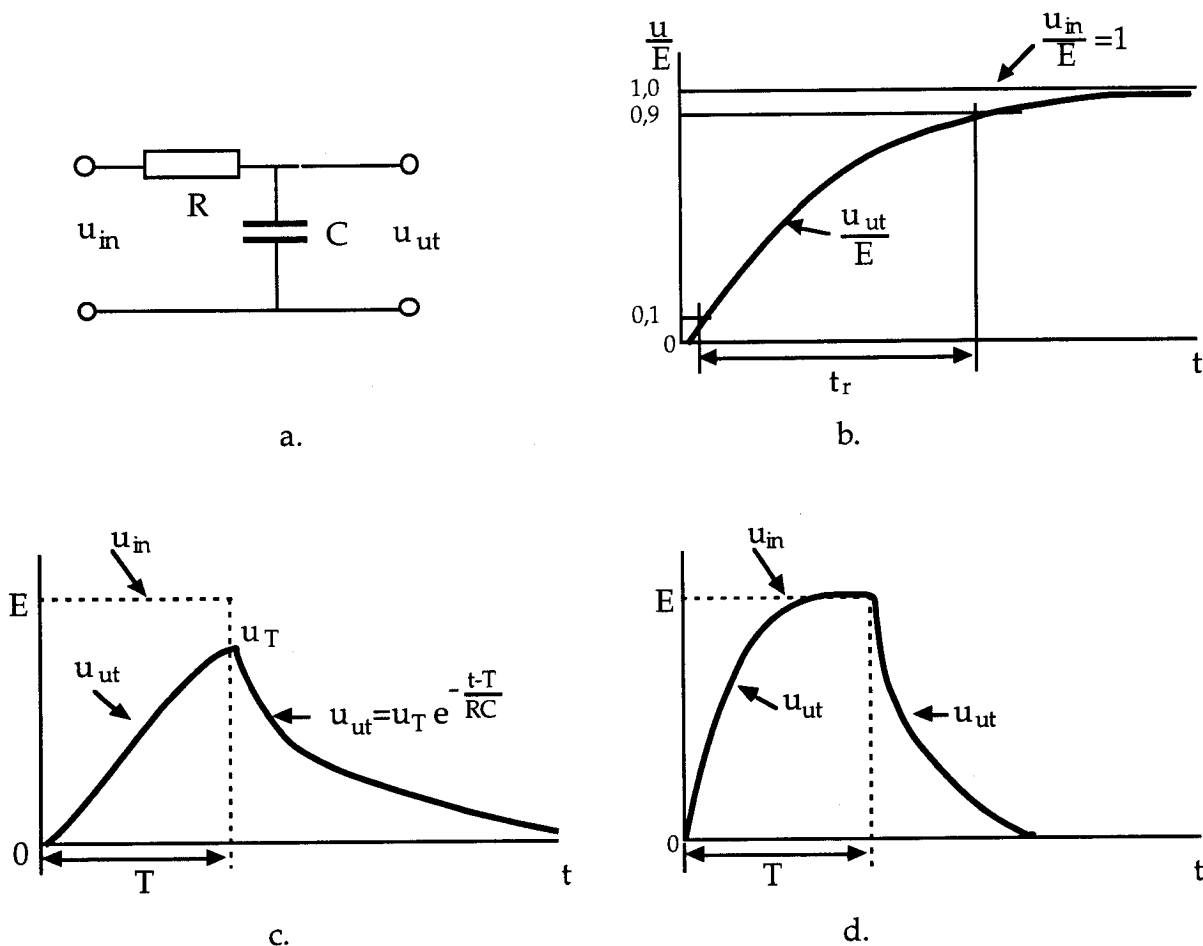 R
C
u_in
u_ut
a.
u/E
u_in/E =1
1,0
0,9
u_ut/E
0,1
0
t_r
t
b.
u_in
E
u_T
u_ut
u_ut=u_T e^-(t-T)/RC
0
T
t
c.
u_in
E
u_ut
u_ut
0
T
t
d.